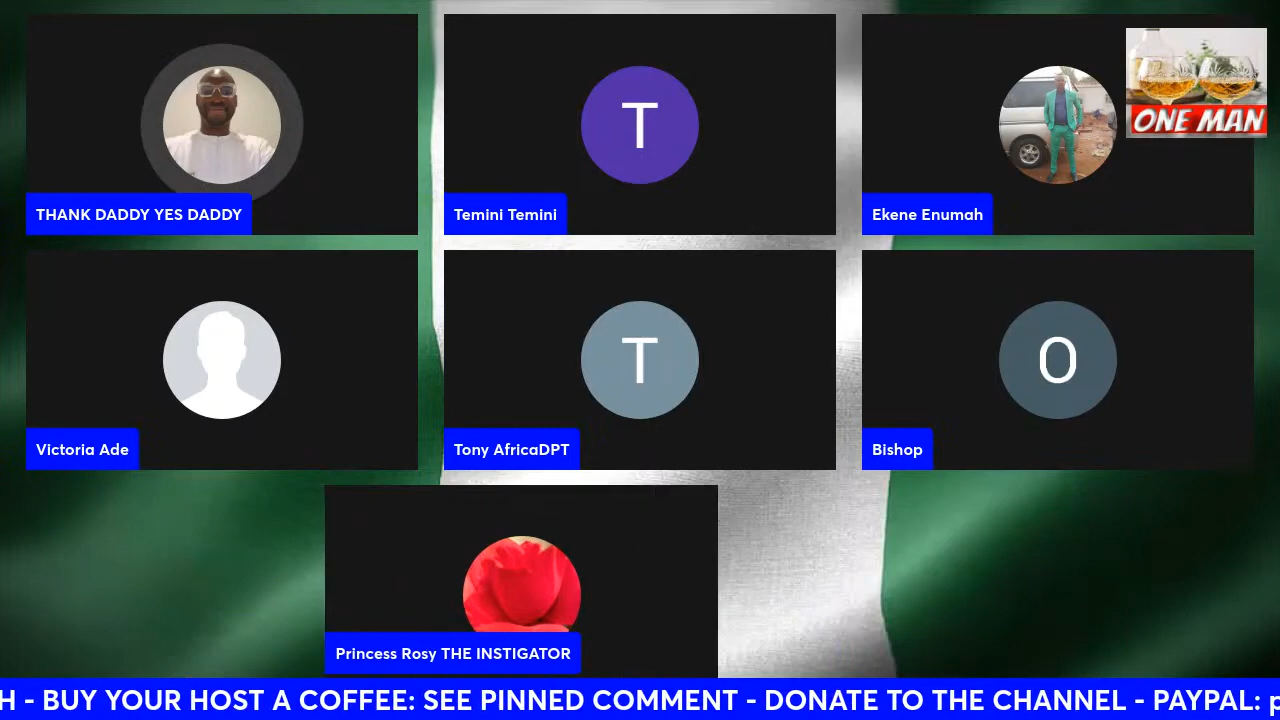 ONE MAN
THANK DADDY YES DADDY
T
Temini Temini
Ekene Enumah
Victoria Ade
T
Tony AfricaDPT
O
Bishop
Princess Rosy THE INSTIGATOR
H - BUY YOUR HOST A COFFEE: SEE PINNED COMMENT - DONATE TO THE CHANNEL - PAYPAL: p